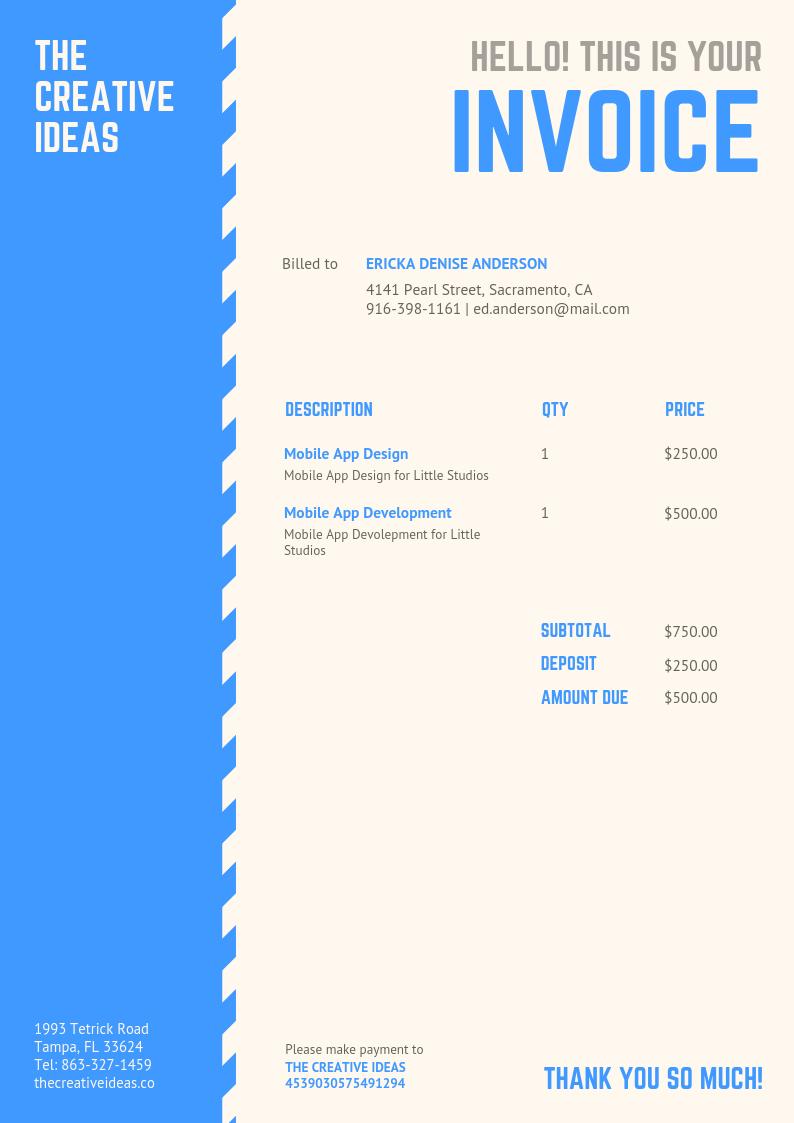 THE
CREATIVE
IDEAS
HELLO! THIS IS YOUR
INVOICE
Billed to ERICKA DENISE ANDERSON
4141 Pearl Street, Sacramento, CA
916-398-1161 | ed.anderson@mail.com
DESCRIPTION QTY PRICE
Mobile App Design 1 $250.00
Mobile App Design for Little Studios
Mobile App Development 1 $500.00
Mobile App Devolepment for Little
Studios
SUBTOTAL $750.00
DEPOSIT $250.00
AMOUNT DUE $500.00
1993 Tetrick Road
Tampa, FL 33624
Tel: 863-327-1459
thecreativeideas.co
Please make payment to
THE CREATIVE IDEAS
4539030575491294
THANK YOU SO MUCH!